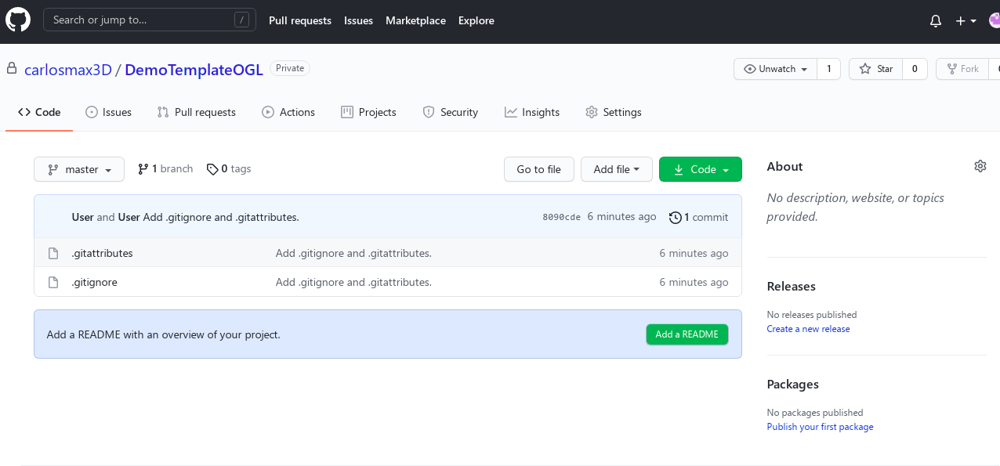 Search or jump to... / Pull requests Issues Marketplace Explore
carlosmax3D / DemoTemplateOGL Private Unwatch 1 Star 0 Fork
Code Issues Pull requests Actions Projects Security Insights Settings
master 1 branch 0 tags Go to file Add file Code
User and User Add .gitignore and .gitattributes. 8090cde 6 minutes ago 1 commit
.gitattributes Add .gitignore and .gitattributes. 6 minutes ago
.gitignore Add .gitignore and .gitattributes. 6 minutes ago
Add a README with an overview of your project. Add a README
About
No description, website, or topics
provided.
Releases
No releases published
Create a new release
Packages
No packages published
Publish your first package